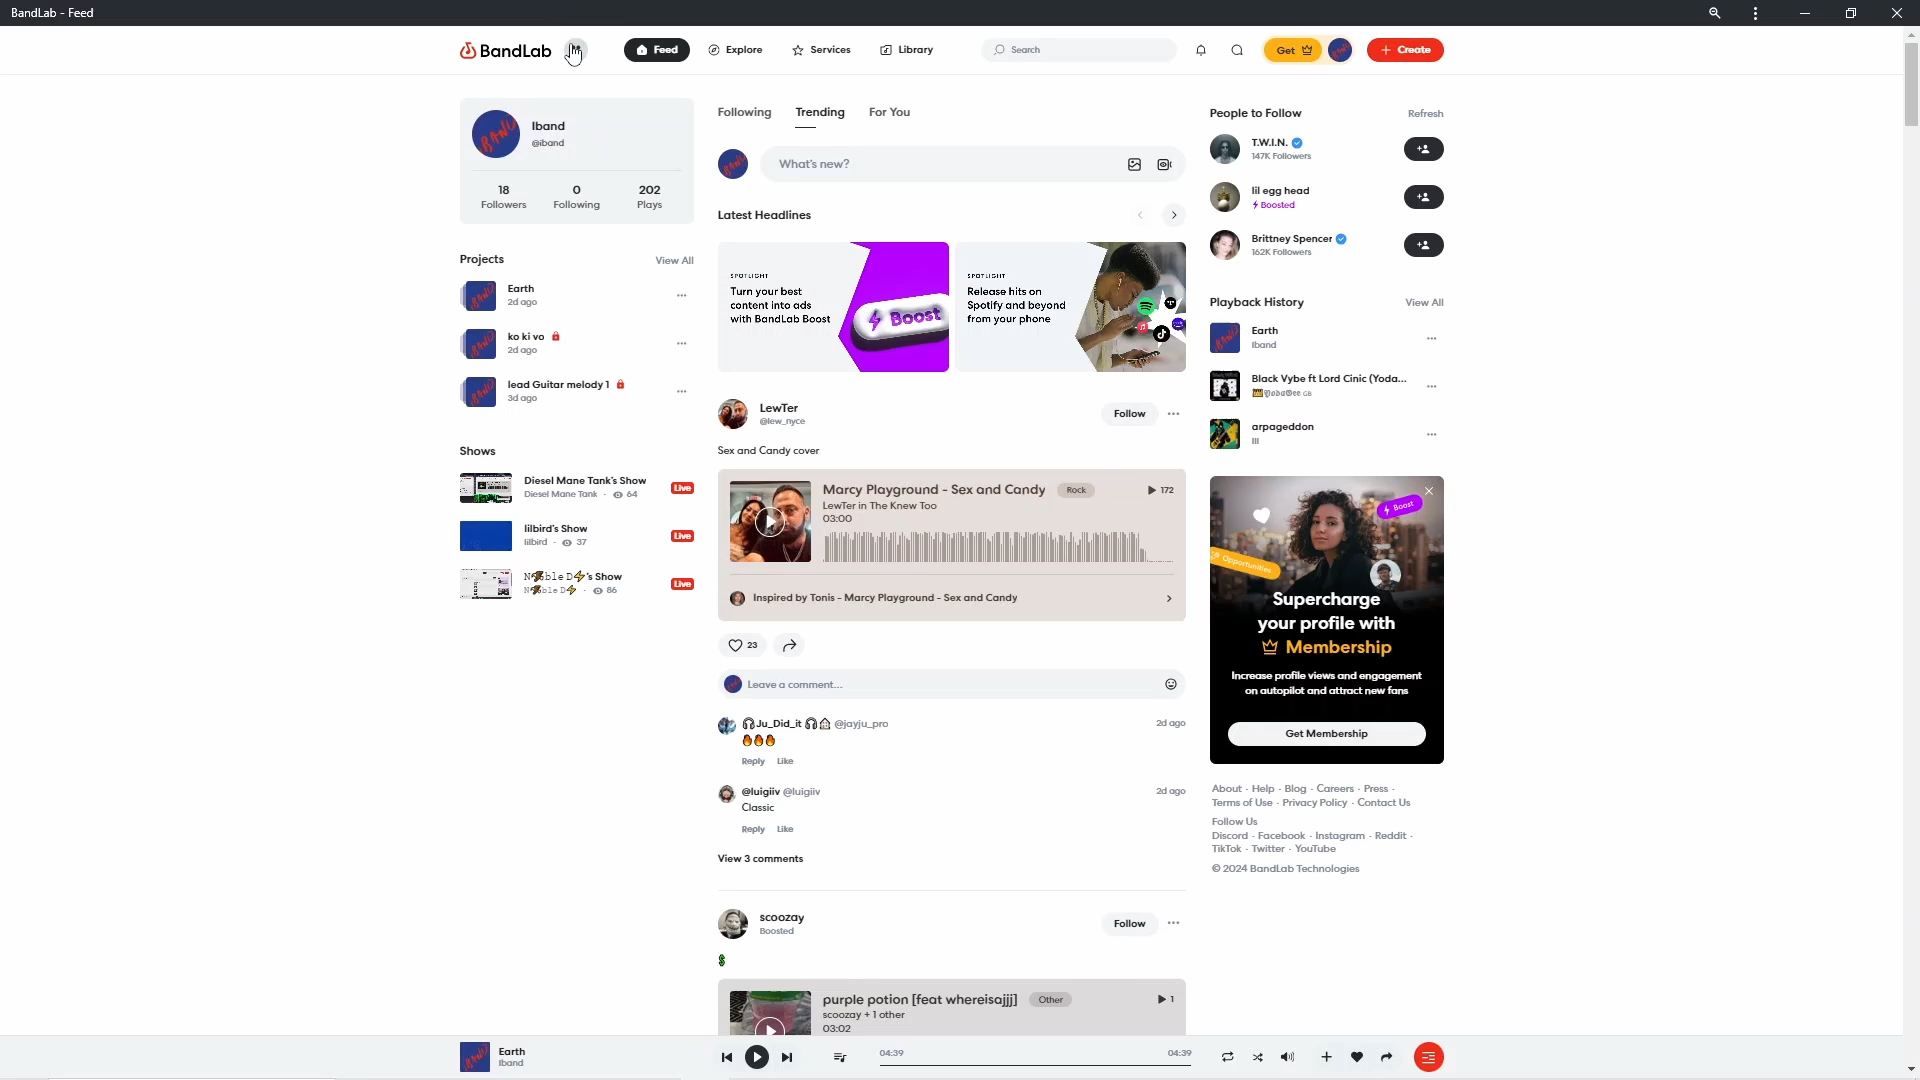 BandLab - Feed
BandLab
Feed
Explore
Services
Library
Search
Get
Create
Iband
@iband
18
Followers
0
Following
202
Plays
Projects
View All
Earth
2d ago
ko ki vo
2d ago
lead Guitar melody 1
3d ago
Shows
Diesel Mane Tank's Show
Diesel Mane Tank · 64
Live
lilbird's Show
lilbird · 37
Live
's Show
86
Live
Following
Trending
For You
What's new?
Latest Headlines
SPOTLIGHT
Turn your best
content into ads
with BandLab Boost
Boost
SPOTLIGHT
Release hits on
Spotify and beyond
from your phone
LewTer
@lew_nyce
Follow
Sex and Candy cover
Marcy Playground - Sex and Candy
Rock
172
LewTer in The Knew Too
03:00
Inspired by Tonis - Marcy Playground - Sex and Candy
23
Leave a comment...
🎧Ju_Did_it 🎧 @jayju_pro
2d ago
🔥🔥🔥
Reply Like
@luigiiv @luigiiv
2d ago
Classic
Reply Like
View 3 comments
scoozay
Boosted
Follow
purple potion [feat whereisajjj]
Other
1
scoozay + 1 other
03:02
People to Follow
Refresh
T.W.I.N.
147K Followers
lil egg head
Boosted
Brittney Spencer
162K Followers
Playback History
View All
Earth
Iband
Black Vybe ft Lord Cinic (Yoda...
arpageddon
Boost
Opportunities
Supercharge
your profile with
Membership
Increase profile views and engagement
on autopilot and attract new fans
Get Membership
About · Help · Blog · Careers · Press ·
Terms of Use · Privacy Policy · Contact Us
Follow Us
Discord · Facebook · Instagram · Reddit ·
TikTok · Twitter · YouTube
© 2024 BandLab Technologies
Earth
Iband
04:39
04:39